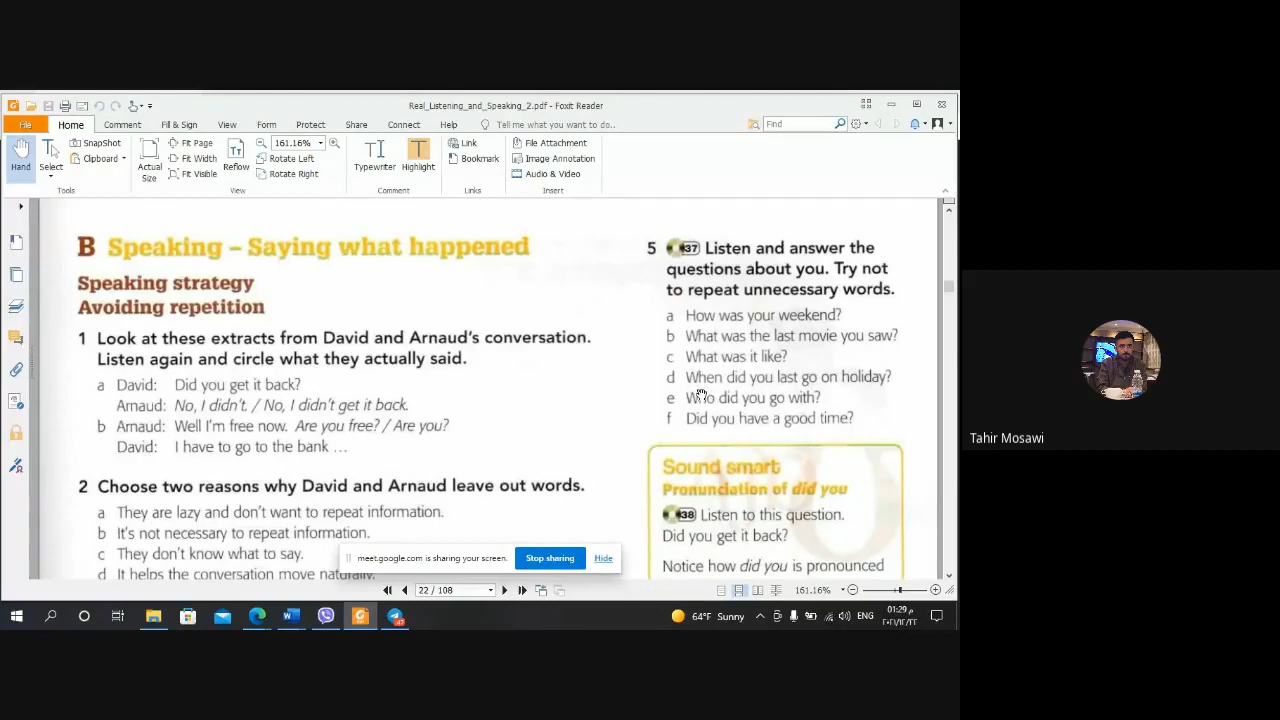 Real_Listening_and_Speaking_2.pdf - Foxit Reader
File Home Comment Fill & Sign View Form Protect Share Connect Help Tell me what you want to do.. Find
Hand
Select
SnapShot
Clipboard
Tools
Actual Size
Fit Page
Fit Width
Fit Visible
Reflow
161.16%
Rotate Left
Rotate Right
View
Typewriter
Highlight
Comment
Link
Bookmark
Links
File Attachment
Image Annotation
Audio & Video
Insert
B Speaking – Saying what happened
Speaking strategy
Avoiding repetition
1 Look at these extracts from David and Arnaud's conversation.
Listen again and circle what they actually said.
a David: Did you get it back?
Arnaud: No, I didn't. / No, I didn't get it back.
b Arnaud: Well I'm free now. Are you free? / Are you?
David: I have to go to the bank ...
2 Choose two reasons why David and Arnaud leave out words.
a They are lazy and don't want to repeat information.
b It's not necessary to repeat information.
c They don't know what to say.
d It helps the conversation move naturally.
5 37 Listen and answer the
questions about you. Try not
to repeat unnecessary words.
a How was your weekend?
b What was the last movie you saw?
c What was it like?
d When did you last go on holiday?
e Who did you go with?
f Did you have a good time?
Sound smart
Pronunciation of did you
38 Listen to this question.
Did you get it back?
Notice how did you is pronounced
meet.google.com is sharing your screen. Stop sharing Hide
22 / 108
161.16%
64°F Sunny
ENG
01:29 م
Tahir Mosawi